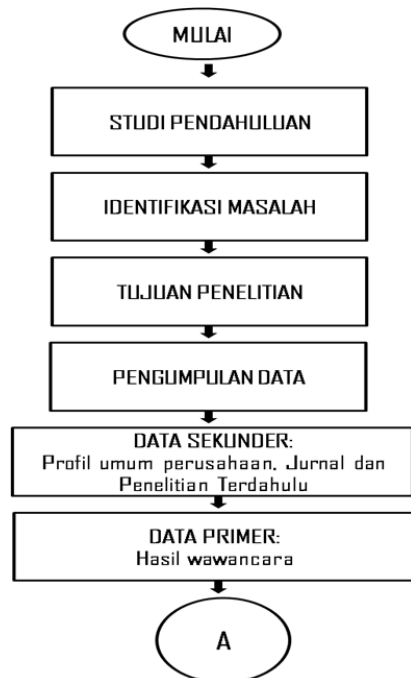 MULAI
STUDI PENDAHULUAN
IDENTIFIKASI MASALAH
TUJUAN PENELITIAN
PENGUMPULAN DATA
DATA SEKUNDER:
Profil umum perusahaan, Jurnal dan
Penelitian Terdahulu
DATA PRIMER:
Hasil wawancara
A